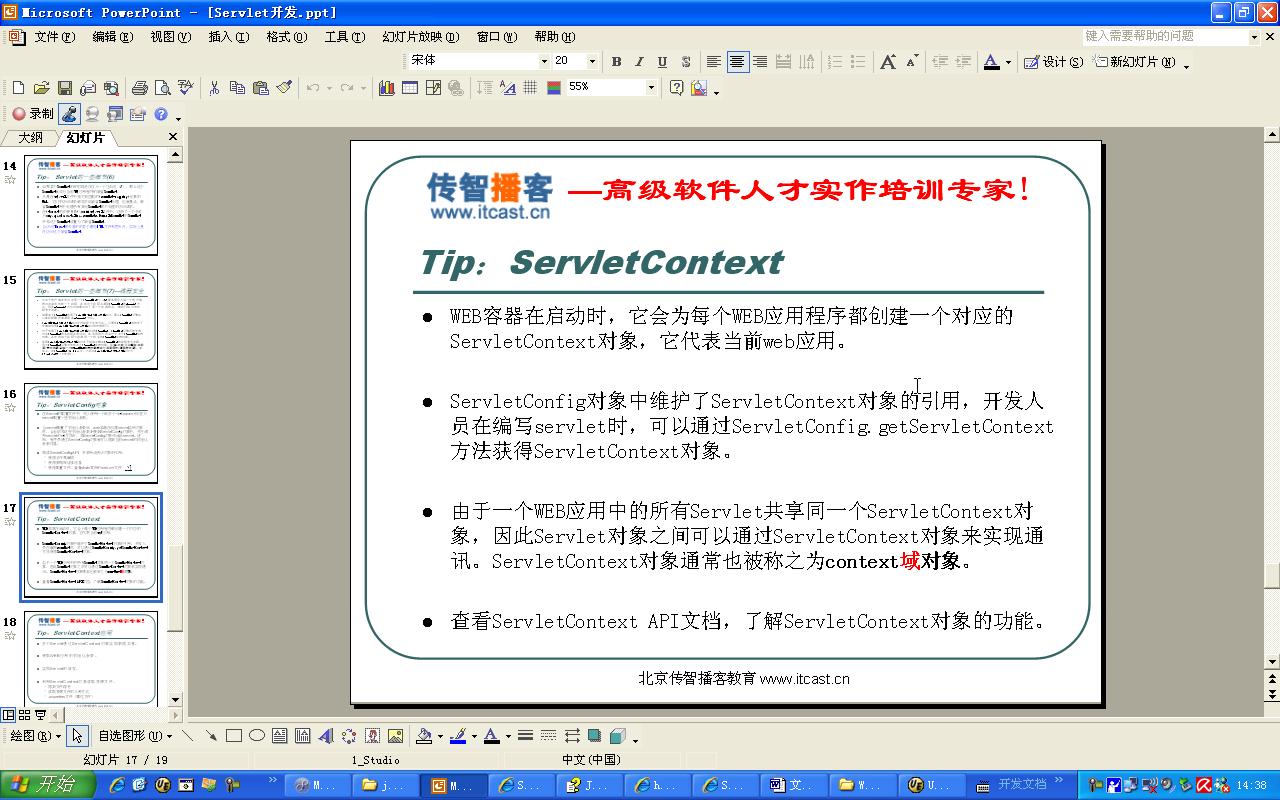 Microsoft PowerPoint - [Servlet开发.ppt]
文件(F) 编辑(E) 视图(V) 插入(I) 格式(O) 工具(T) 幻灯片放映(D) 窗口(W) 帮助(H) 键入需要帮助的问题
宋体 20 B I U S 设计(S) 新幻灯片(N)
55%
录制
大纲 幻灯片
14
15
16
17
18
传智播客 —高级软件人才实作培训专家!
www.itcast.cn
Tip：ServletContext
WEB容器在启动时，它会为每个WEB应用程序都创建一个对应的
ServletContext对象，它代表当前web应用。
ServletConfig对象中维护了ServletContext对象的引用，开发人
员在编写servlet时，可以通过ServletConfig.getServletContext
方法获得ServletContext对象。
由于一个WEB应用中的所有Servlet共享同一个ServletContext对
象，因此Servlet对象之间可以通过ServletContext对象来实现通
讯。ServletContext对象通常也被称之为context域对象。
查看ServletContext API文档，了解ServletContext对象的功能。
北京传智播客教育 www.itcast.cn
绘图(R) 自选图形(U)
幻灯片 17 / 19 1_Studio 中文(中国)
开始 M... j... M... S... J... h... S... 文... W... U... 开发文档 14:38